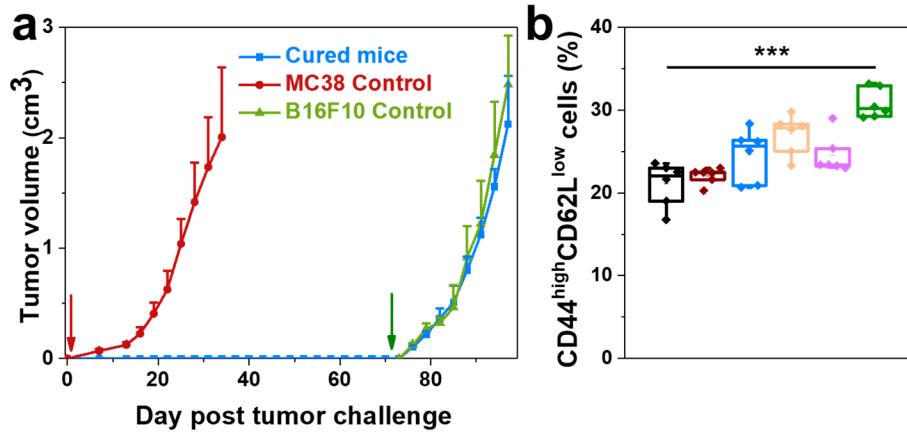 a
Tumor volume (cm3)
3
2
1
0
Cured mice
MC38 Control
B16F10 Control
0 20 40 60 80
Day post tumor challenge
b
CD44highCD62Llow cells (%)
40
30
20
10
0
***